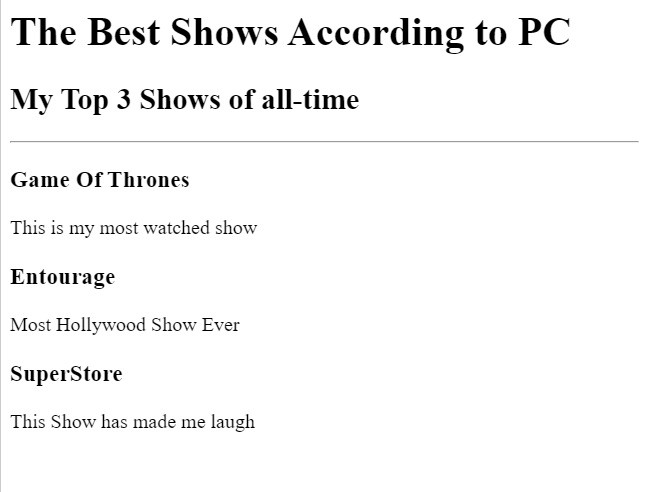 The Best Shows According to PC
My Top 3 Shows of all-time
Game Of Thrones
This is my most watched show
Entourage
Most Hollywood Show Ever
SuperStore
This Show has made me laugh